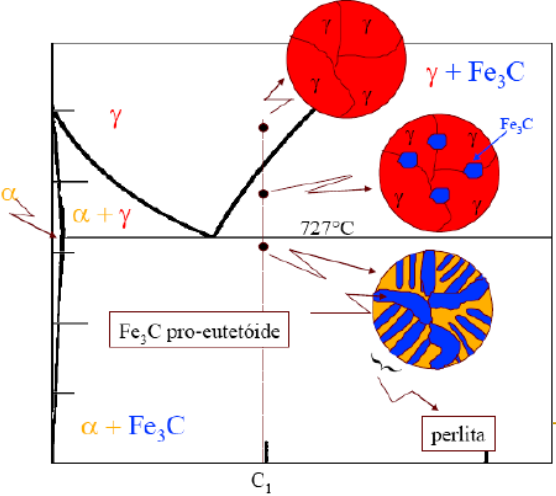 γ γ
γ γ
γ
γ + Fe₃C
Fe₃C
γ γ
γ γ
α
α + γ
727°C
Fe₃C pro-eutetóide
α + Fe₃C
perlita
C₁